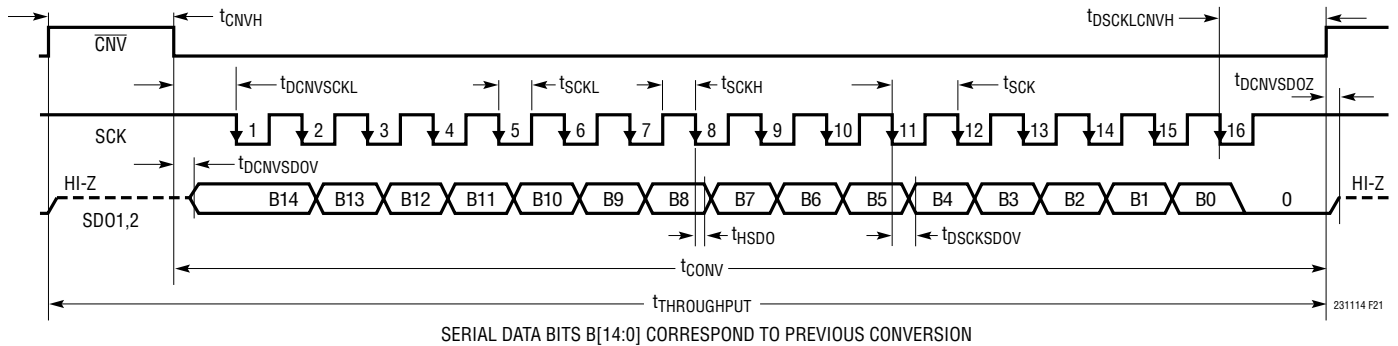 tCNVH
tDSCKLCNVH
CNV
tDCNVSCKL
tSCKL
tSCKH
tSCK
tDCNVSDOZ
SCK
1 2 3 4 5 6 7 8 9 10 11 12 13 14 15 16
tDCNVSDOV
HI-Z
B14 B13 B12 B11 B10 B9 B8 B7 B6 B5 B4 B3 B2 B1 B0 0
HI-Z
SDO1,2
tHSDO
tDSCKSDOV
tCONV
tTHROUGHPUT
231114 F21
SERIAL DATA BITS B[14:0] CORRESPOND TO PREVIOUS CONVERSION